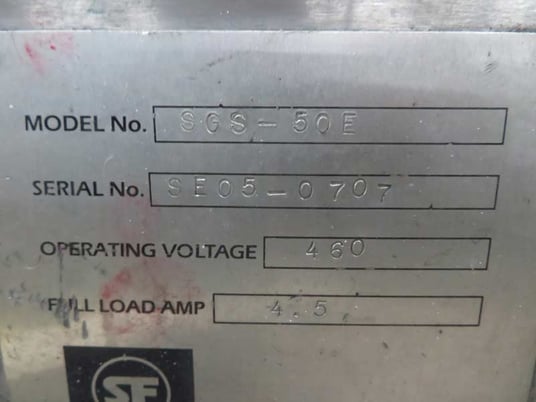 MODEL No. SGS-50E
SERIAL No. SE05-0707
OPERATING VOLTAGE 460
FULL LOAD AMP 4.5
SF